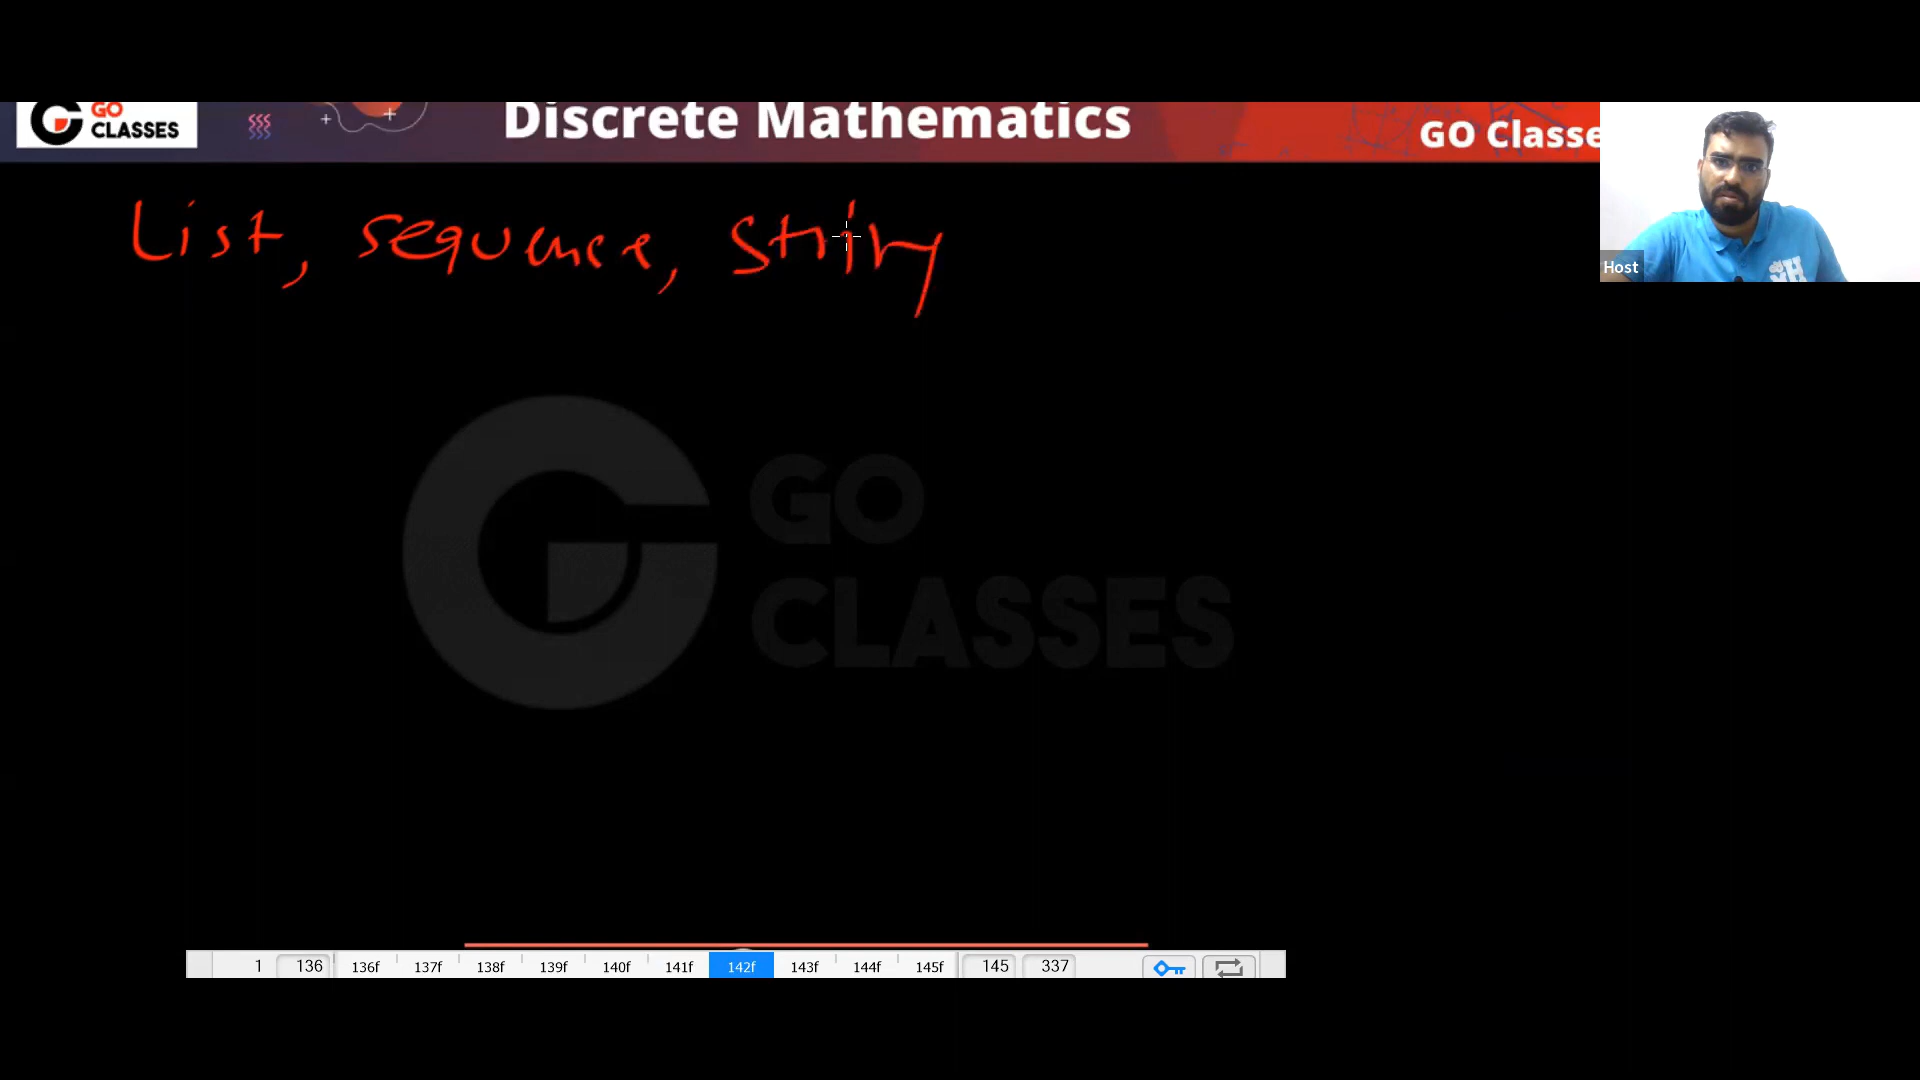 GO CLASSES
Discrete Mathematics
GO Classe
List, sequence, string
Host
GO
CLASSES
1 136 136f 137f 138f 139f 140f 141f 142f 143f 144f 145f 145 337